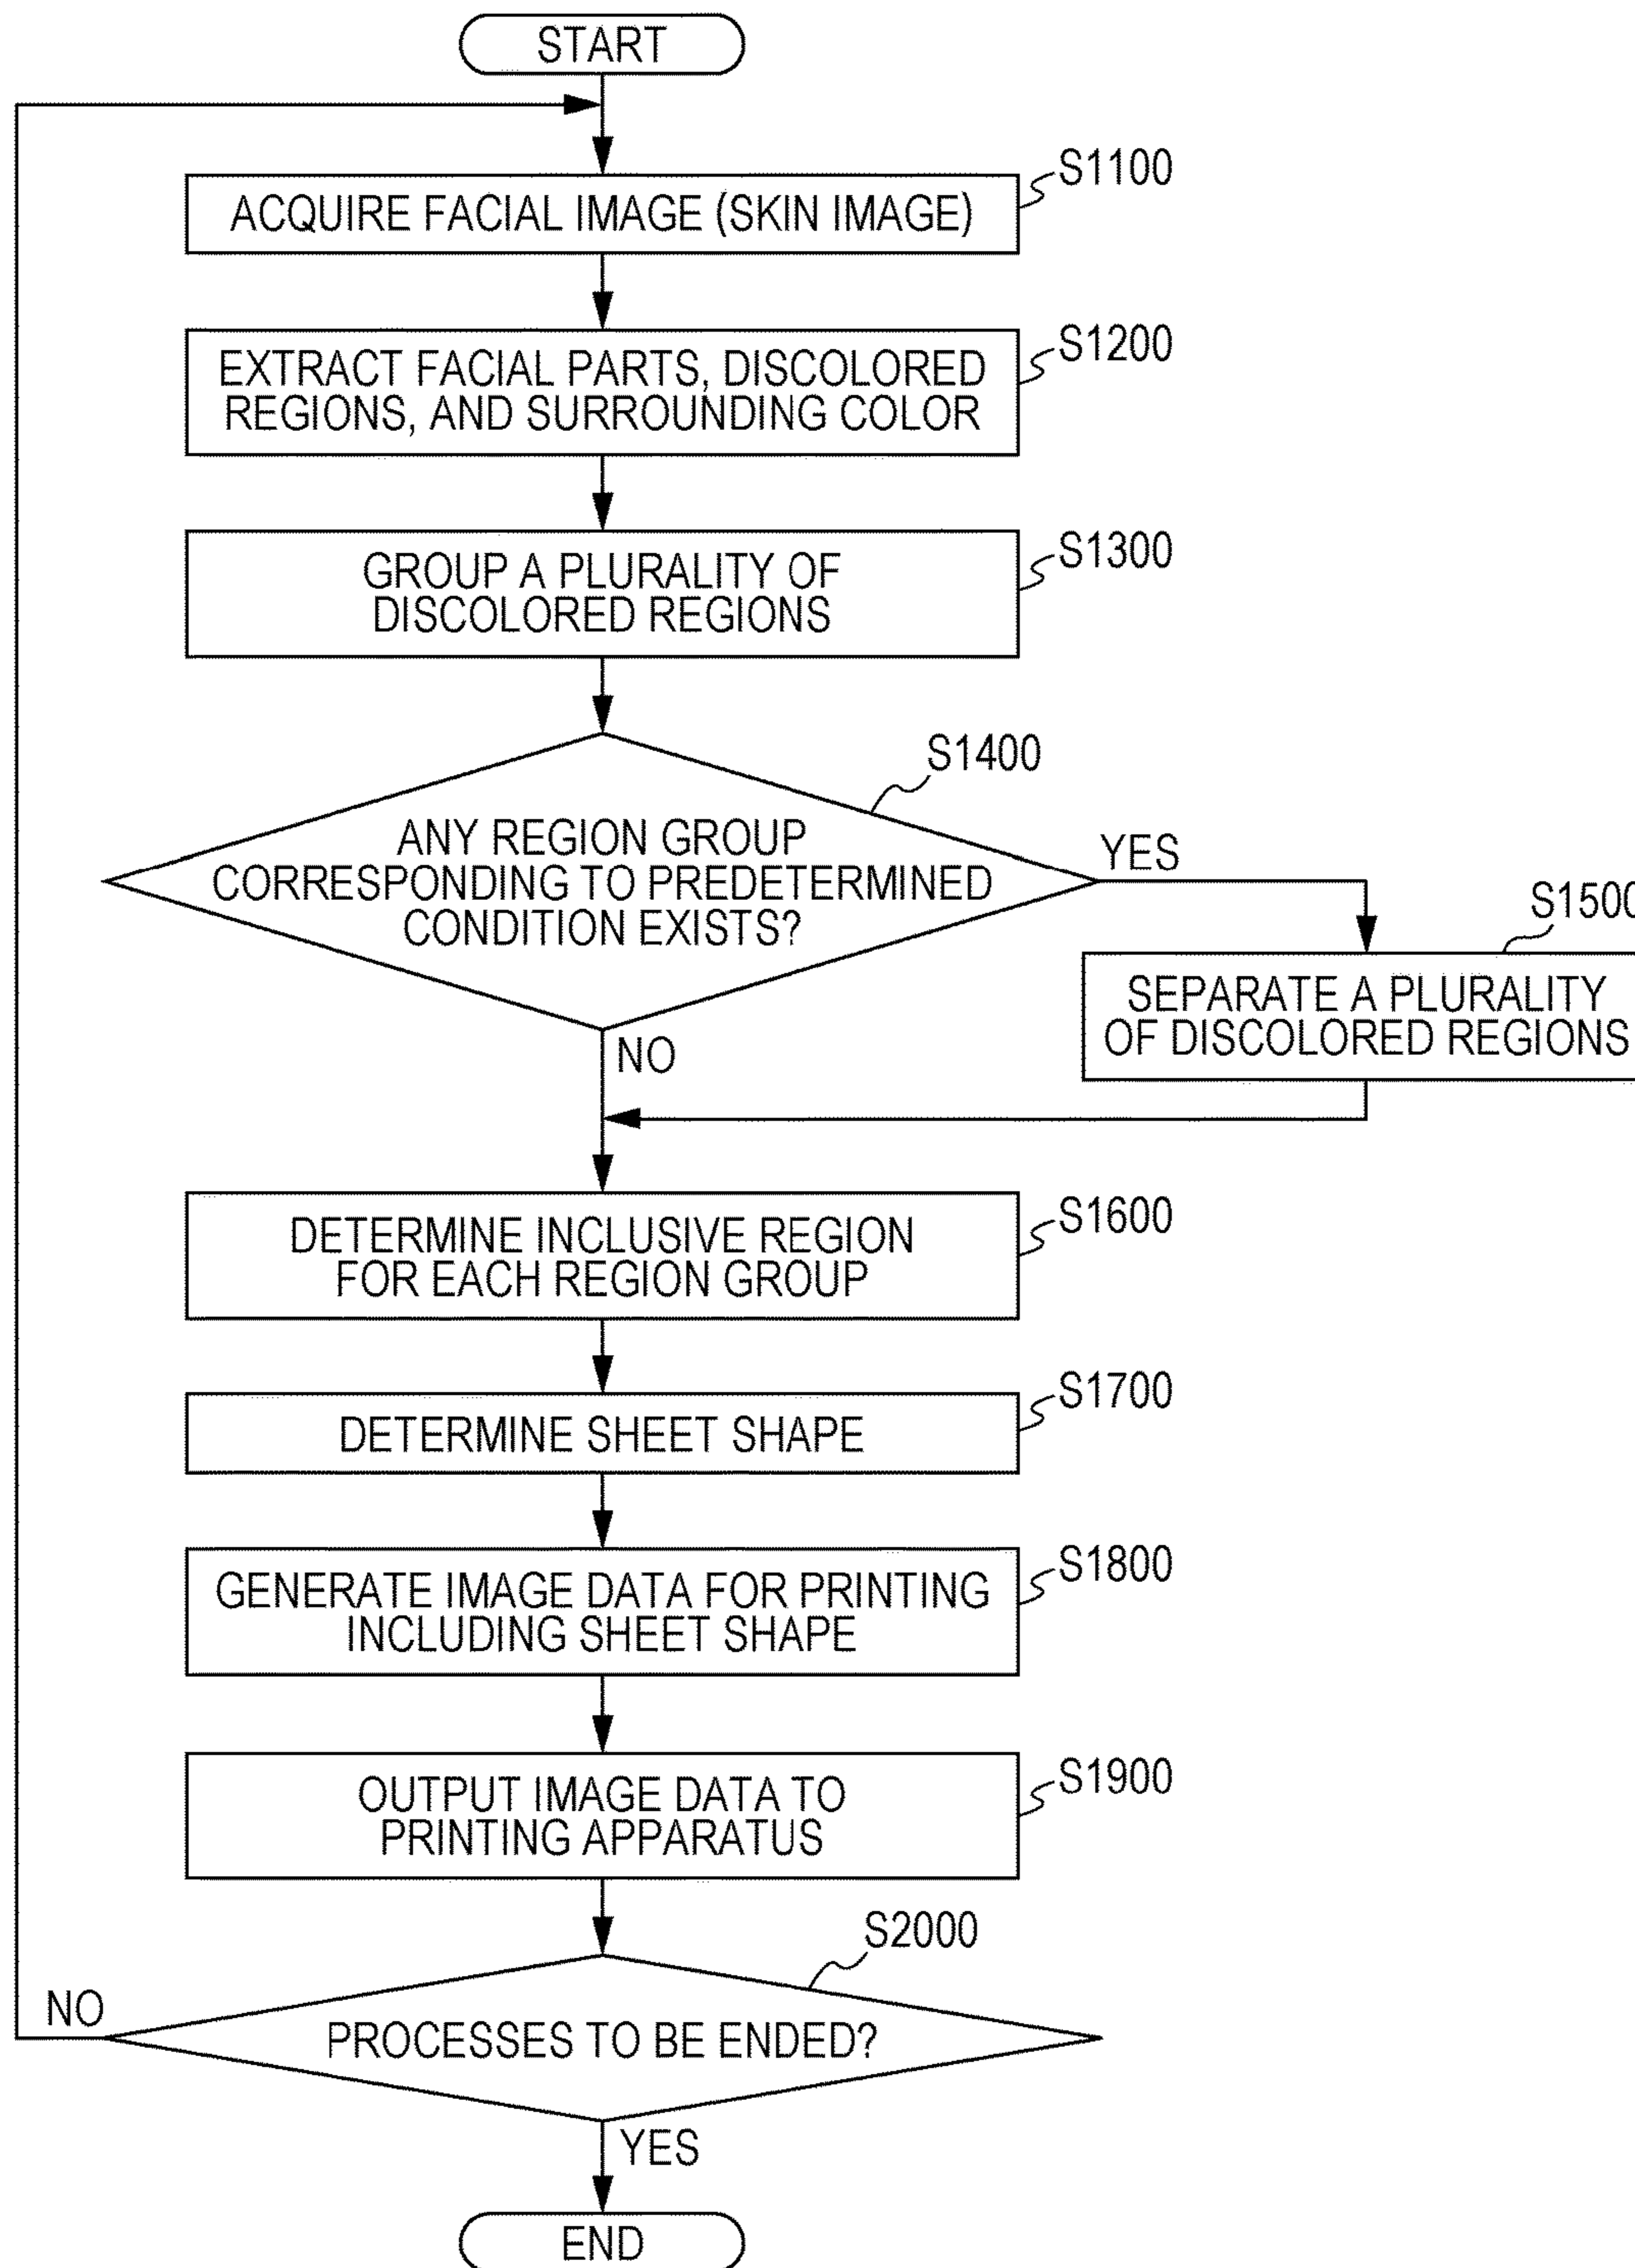 START
S1100
ACQUIRE FACIAL IMAGE (SKIN IMAGE)
S1200
EXTRACT FACIAL PARTS, DISCOLORED
REGIONS, AND SURROUNDING COLOR
S1300
GROUP A PLURALITY OF
DISCOLORED REGIONS
S1400
ANY REGION GROUP
CORRESPONDING TO PREDETERMINED
CONDITION EXISTS?
YES
S1500
SEPARATE A PLURALITY
OF DISCOLORED REGIONS
NO
S1600
DETERMINE INCLUSIVE REGION
FOR EACH REGION GROUP
S1700
DETERMINE SHEET SHAPE
S1800
GENERATE IMAGE DATA FOR PRINTING
INCLUDING SHEET SHAPE
S1900
OUTPUT IMAGE DATA TO
PRINTING APPARATUS
S2000
NO
PROCESSES TO BE ENDED?
YES
END